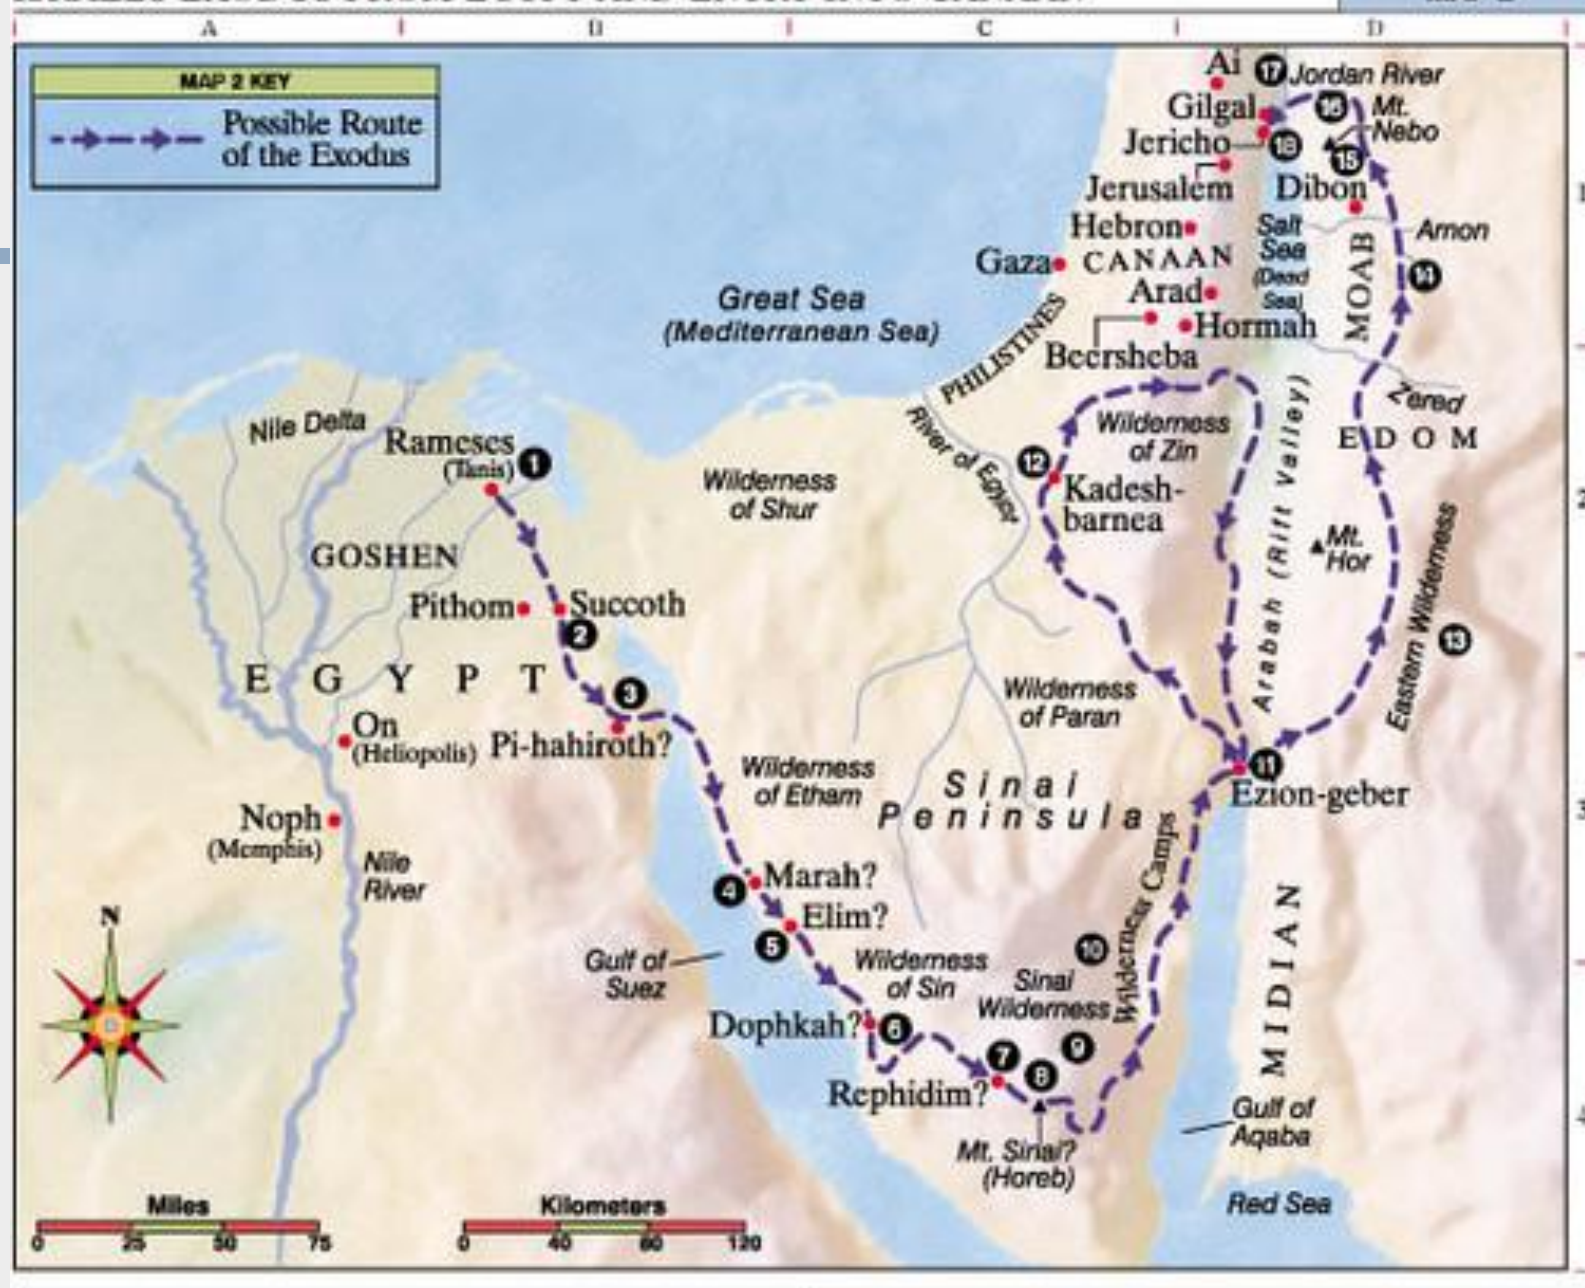 A
B
C
D
MAP 2 KEY
Possible Route
of the Exodus
Ai
17
Jordan River
Gilgal
16
Mt.
Nebo
Jericho
18
15
Jerusalem
Dibon
Hebron
Salt
Sea
(Dead
Sea)
Arnon
Gaza
CANAAN
MOAB
14
Arad
Hormah
Beersheba
PHILISTINES
Great Sea
(Mediterranean Sea)
Zered
EDOM
Nile Delta
Rameses
(Tanis)
1
Wilderness
of Shur
River of Egypt
12
Wilderness
of Zin
Kadesh-
barnea
Arabah (Rift Valley)
Mt.
Hor
Eastern Wilderness
13
2
GOSHEN
Pithom
Succoth
2
EGYPT
3
On
(Heliopolis)
Pi-hahiroth?
Wilderness
of Paran
Wilderness
of Etham
Sinai
Peninsula
11
Ezion-geber
3
Noph
(Memphis)
Nile
River
4
Marah?
Elim?
5
Wilderness Camps
10
N
Gulf of
Suez
Wilderness
of Sin
Sinai
Wilderness
MIDIAN
Dophkah?
6
7
8
9
Rephidim?
Mt. Sinai?
(Horeb)
Gulf of
Aqaba
4
Red Sea
Miles
0 25 50 75
Kilometers
0 40 80 120